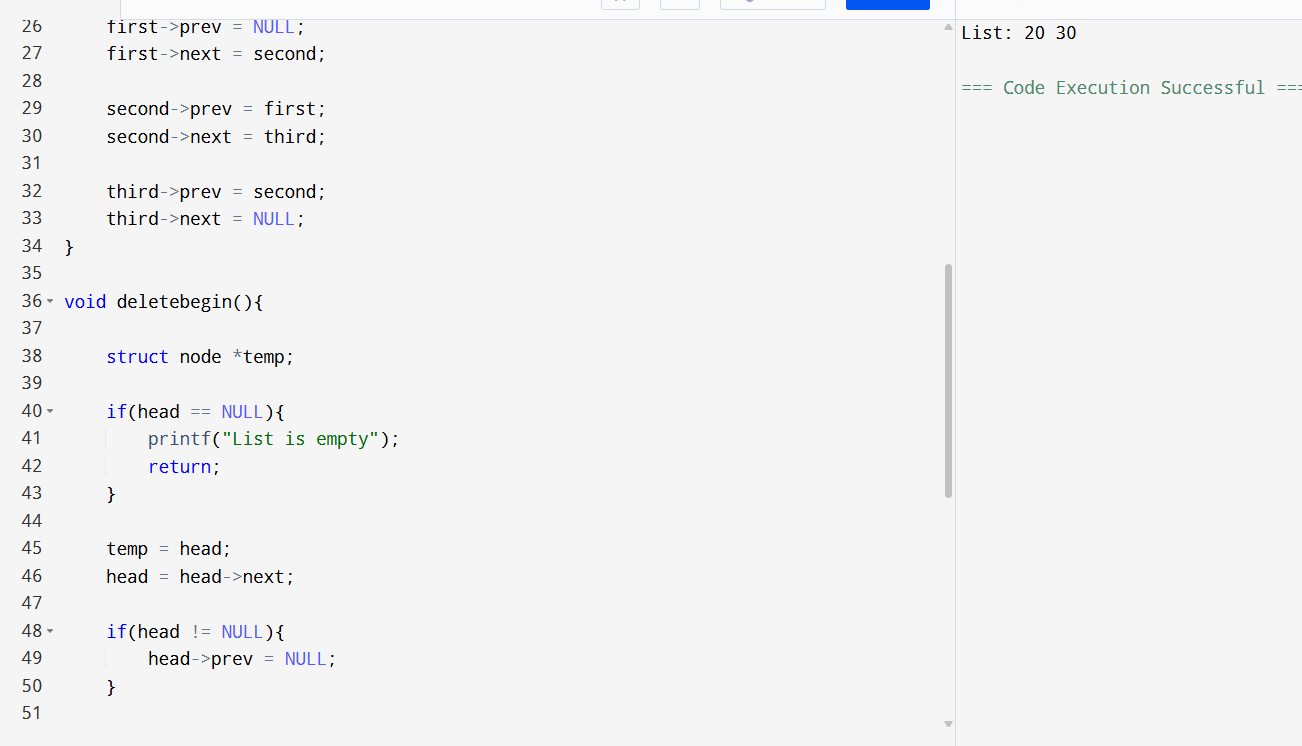 26 first->prev = NULL;
27 first->next = second;
28
29 second->prev = first;
30 second->next = third;
31
32 third->prev = second;
33 third->next = NULL;
34 }
35
36 void deletebegin(){
37
38 struct node *temp;
39
40 if(head == NULL){
41 printf("List is empty");
42 return;
43 }
44
45 temp = head;
46 head = head->next;
47
48 if(head != NULL){
49 head->prev = NULL;
50 }
51
List: 20 30
=== Code Execution Successful ===